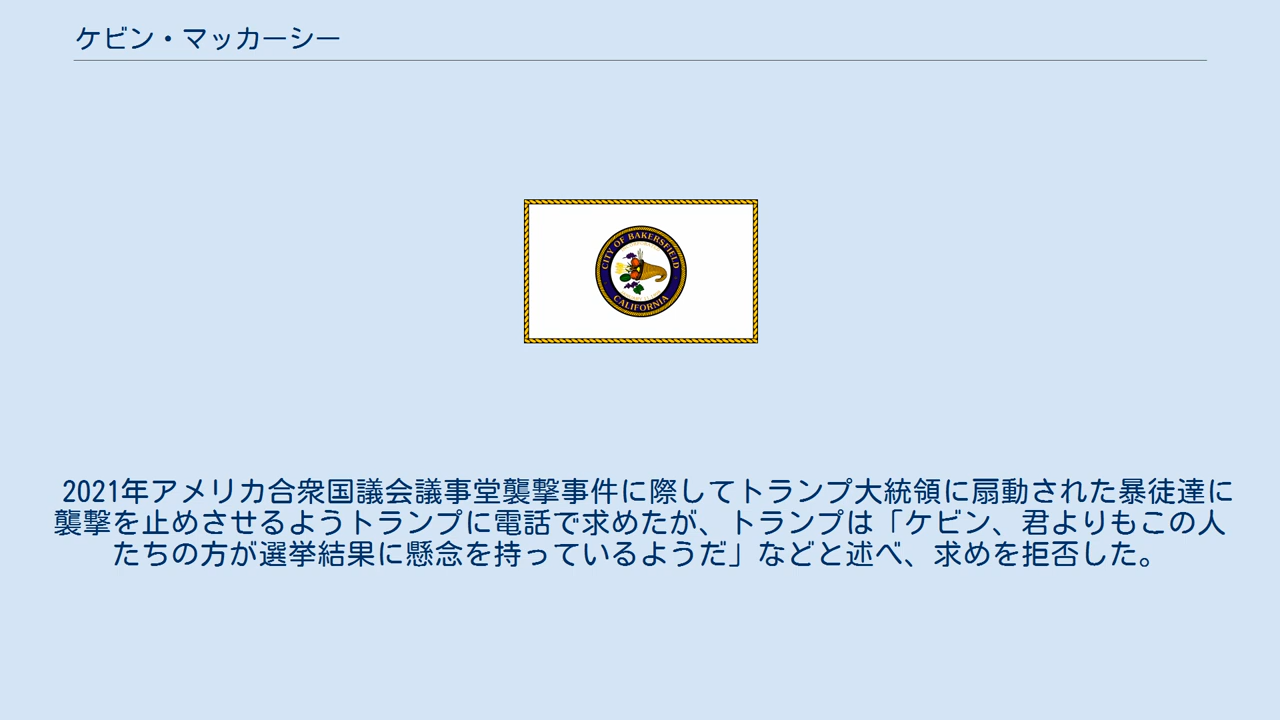 ケビン・マッカーシー
CITY OF BAKERSFIELD
CALIFORNIA
2021年アメリカ合衆国議会議事堂襲撃事件に際してトランプ大統領に扇動された暴徒達に
襲撃を止めさせるようトランプに電話で求めたが、トランプは「ケビン、君よりもこの人
たちの方が選挙結果に懸念を持っているようだ」などと述べ、求めを拒否した。